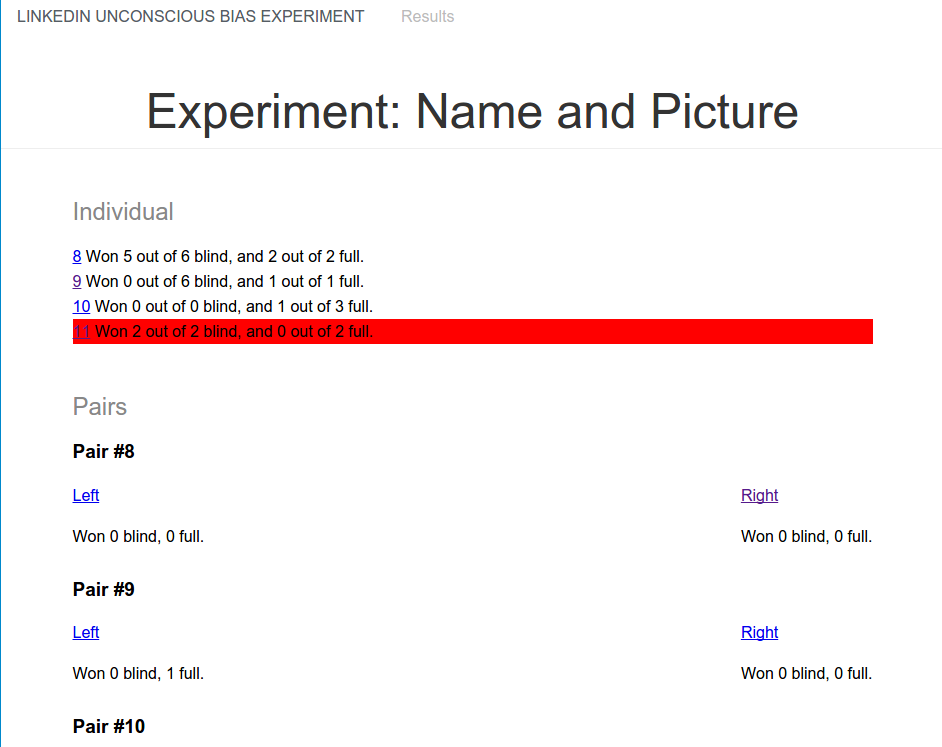 LINKEDIN UNCONSCIOUS BIAS EXPERIMENT Results
Experiment: Name and Picture
Individual
8 Won 5 out of 6 blind, and 2 out of 2 full.
9 Won 0 out of 6 blind, and 1 out of 1 full.
10 Won 0 out of 0 blind, and 1 out of 3 full.
11 Won 2 out of 2 blind, and 0 out of 2 full.
Pairs
Pair #8
Left Right
Won 0 blind, 0 full. Won 0 blind, 0 full.
Pair #9
Left Right
Won 0 blind, 1 full. Won 0 blind, 0 full.
Pair #10